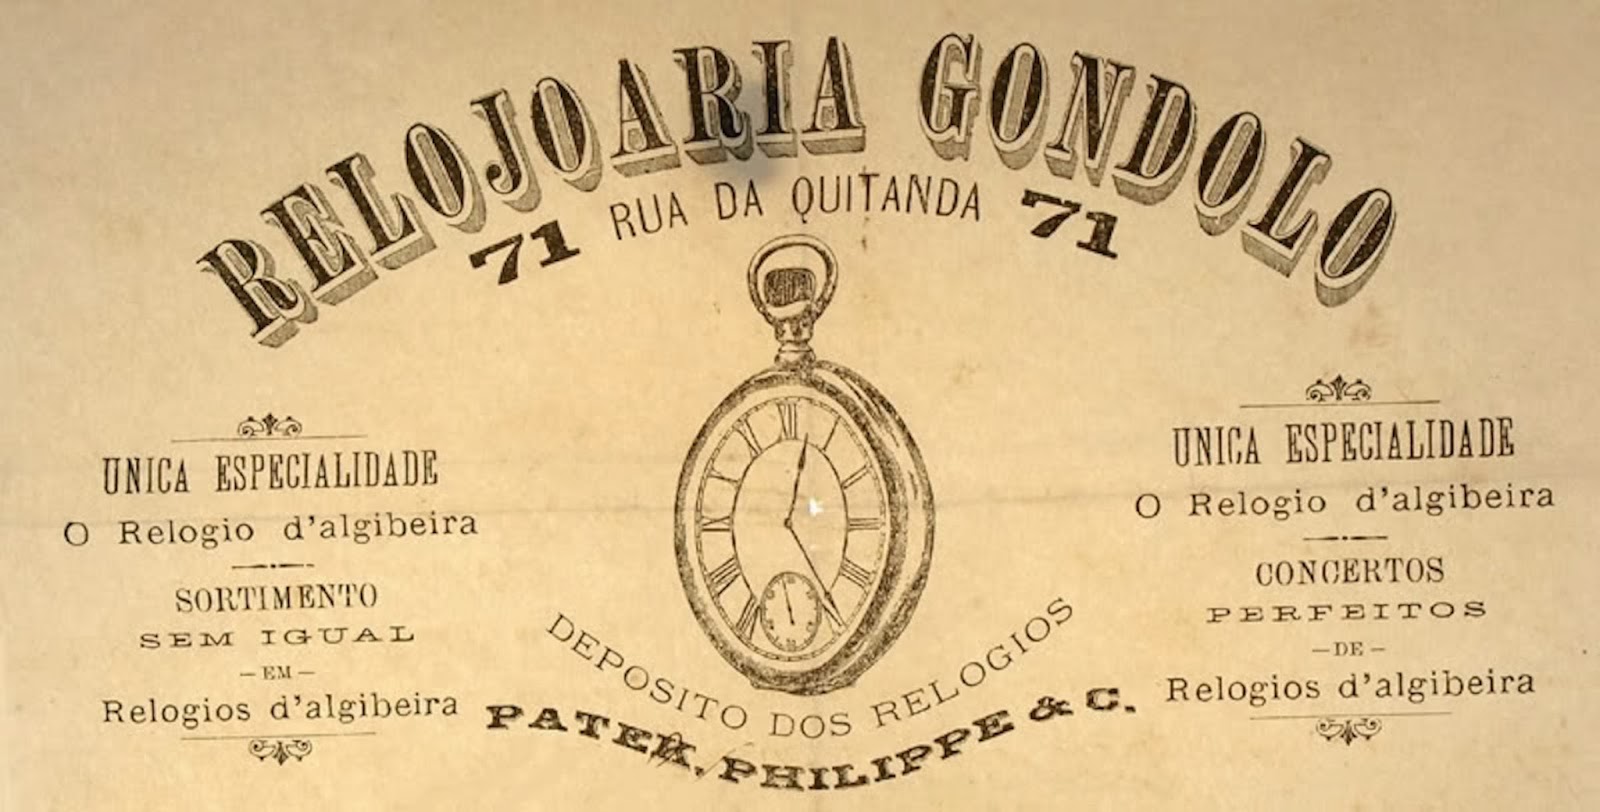 RELOJOARIA GONDOLO
71 RUA DA QUITANDA 71
UNICA ESPECIALIDADE
O Relogio d'algibeira
SORTIMENTO
SEM IGUAL
— EM —
Relogios d'algibeira
UNICA ESPECIALIDADE
O Relogio d'algibeira
CONCERTOS
PERFEITOS
— DE —
Relogios d'algibeira
DEPOSITO DOS RELOGIOS
PATEK, PHILIPPE & C.